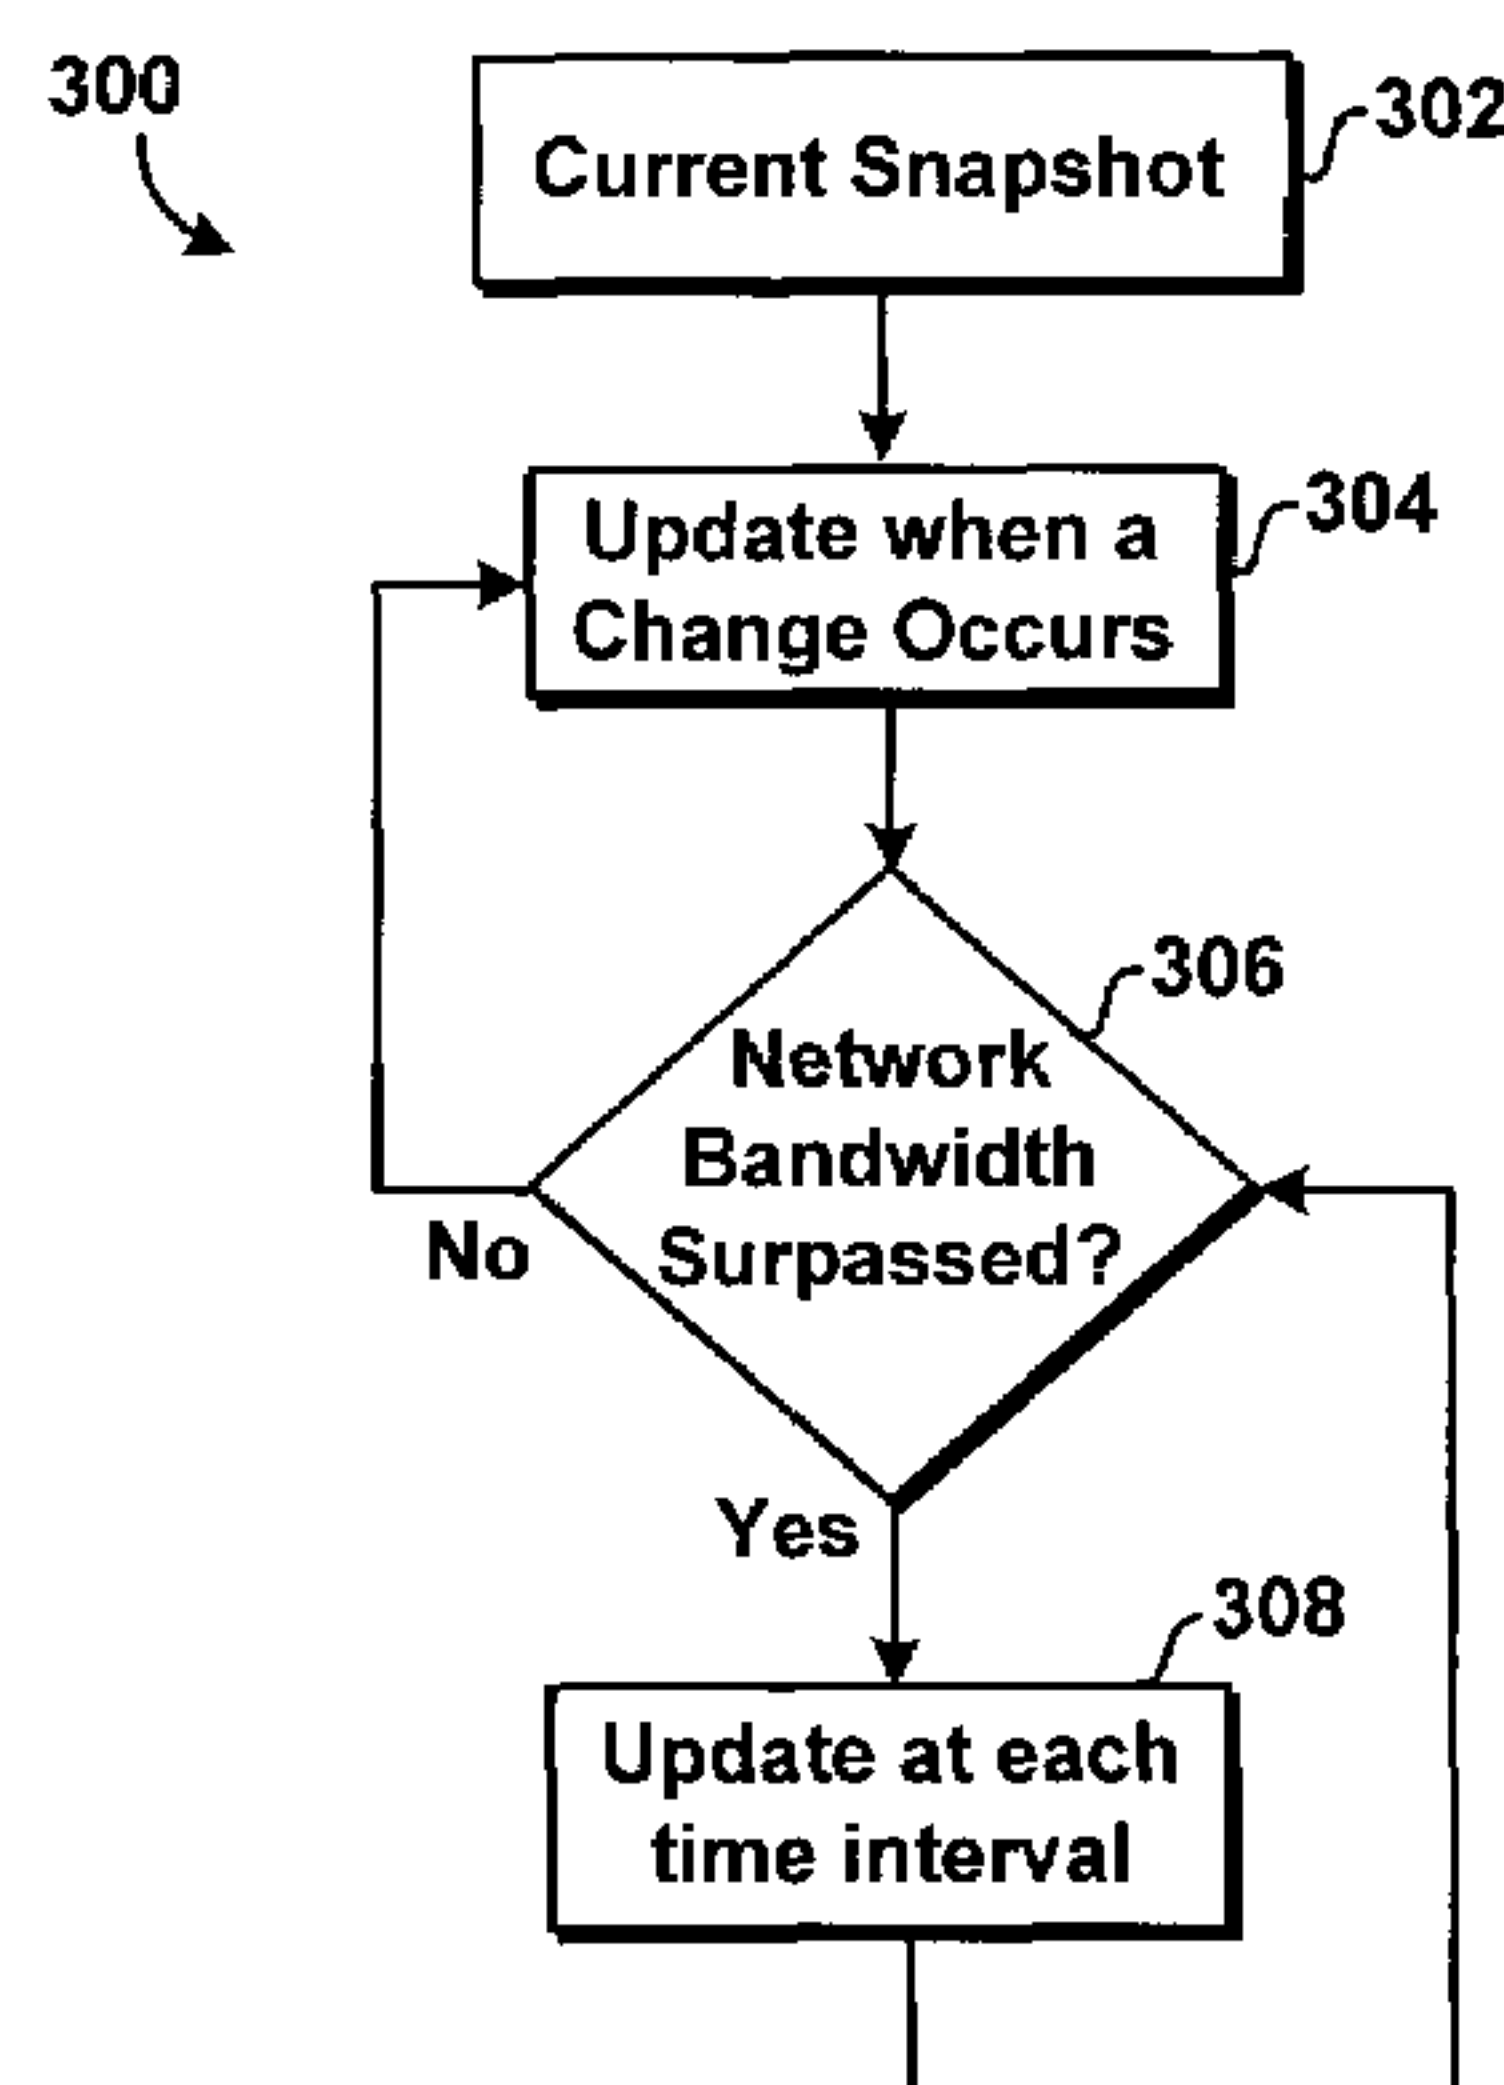 300
302
Current Snapshot
304
Update when a
Change Occurs
306
Network
Bandwidth
Surpassed?
No
Yes
308
Update at each
time interval